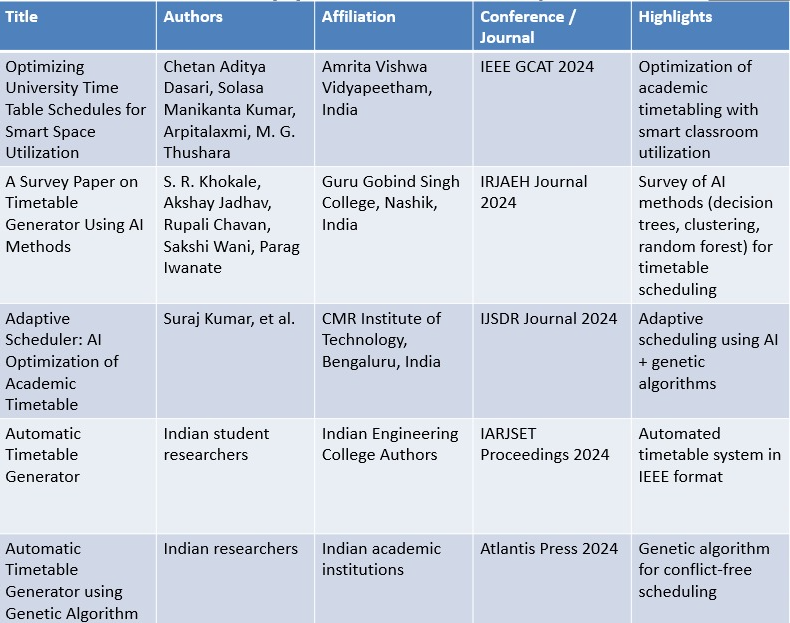 Title
Authors
Affiliation
Conference /
Journal
Highlights
Optimizing
University Time
Table Schedules for
Smart Space
Utilization
Chetan Aditya
Dasari, Solasa
Manikanta Kumar,
Arpitalaxmi, M. G.
Thushara
Amrita Vishwa
Vidyapeetham,
India
IEEE GCAT 2024
Optimization of
academic
timetabling with
smart classroom
utilization
A Survey Paper on
Timetable
Generator Using AI
Methods
S. R. Khokale,
Akshay Jadhav,
Rupali Chavan,
Sakshi Wani, Parag
Iwanate
Guru Gobind Singh
College, Nashik,
India
IRJAEH Journal
2024
Survey of AI
methods (decision
trees, clustering,
random forest) for
timetable
scheduling
Adaptive
Scheduler: AI
Optimization of
Academic
Timetable
Suraj Kumar, et al.
CMR Institute of
Technology,
Bengaluru, India
IJSDR Journal 2024
Adaptive
scheduling using AI
+ genetic
algorithms
Automatic
Timetable
Generator
Indian student
researchers
Indian Engineering
College Authors
IARJSET
Proceedings 2024
Automated
timetable system in
IEEE format
Automatic
Timetable
Generator using
Genetic Algorithm
Indian researchers
Indian academic
institutions
Atlantis Press 2024
Genetic algorithm
for conflict-free
scheduling